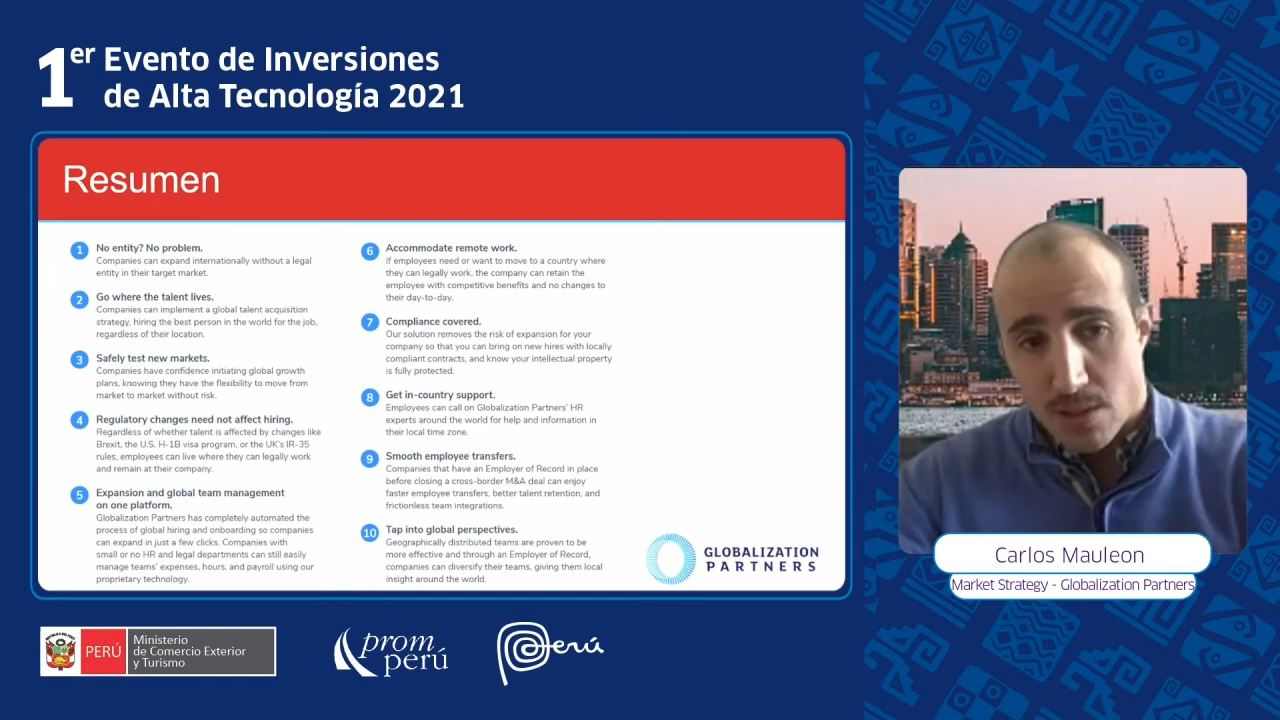 1er Evento de Inversiones
de Alta Tecnología 2021
Resumen
1 No entity? No problem.
Companies can expand internationally without a legal
entity in their target market.
2 Go where the talent lives.
Companies can implement a global talent acquisition
strategy, hiring the best person in the world for the job,
regardless of their location.
3 Safely test new markets.
Companies have confidence initiating global growth
plans, knowing they have the flexibility to move from
market to market without risk.
4 Regulatory changes need not affect hiring.
Regardless of whether talent is affected by changes like
Brexit, the U.S. H-1B visa program, or the UK's IR-35
rules, employees can live where they can legally work
and remain at their company.
5 Expansion and global team management
on one platform.
Globalization Partners has completely automated the
process of global hiring and onboarding so companies
can expand in just a few clicks. Companies with
small or no HR and legal departments can still easily
manage teams' expenses, hours, and payroll using our
proprietary technology.
6 Accommodate remote work.
If employees need or want to move to a country where
they can legally work, the company can retain the
employee with competitive benefits and no changes to
their day-to-day.
7 Compliance covered.
Our solution removes the risk of expansion for your
company so that you can bring on new hires with locally
compliant contracts, and know your intellectual property
is fully protected.
8 Get in-country support.
Employees can call on Globalization Partners' HR
experts around the world for help and information in
their local time zone.
9 Smooth employee transfers.
Companies that have an Employer of Record in place
before closing a cross-border M&A deal can enjoy
faster employee transfers, better talent retention, and
frictionless team integrations.
10 Tap into global perspectives.
Geographically distributed teams are proven to be
more effective and through an Employer of Record,
companies can diversify their teams, giving them local
insight around the world.
GLOBALIZATION
PARTNERS
Carlos Mauleon
Market Strategy - Globalization Partners
PERÚ
Ministerio
de Comercio Exterior
y Turismo
prom
perú
Perú